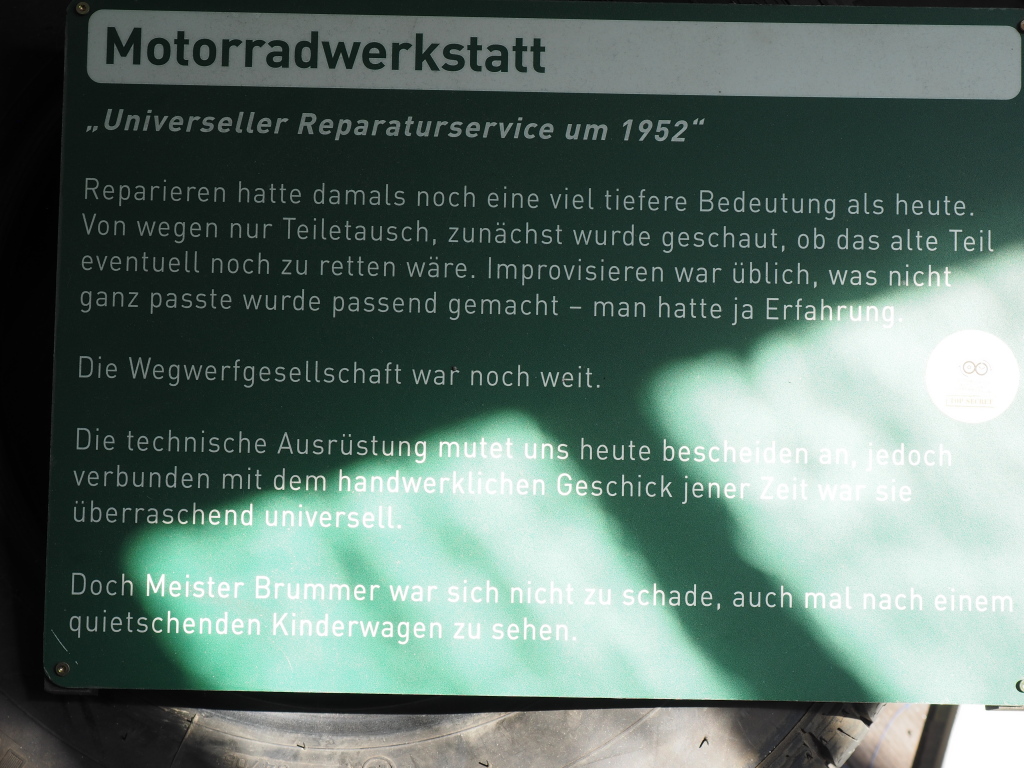 Motorradwerkstatt
„Universeller Reparaturservice um 1952“
Reparieren hatte damals noch eine viel tiefere Bedeutung als heute.
Von wegen nur Teiletausch, zunächst wurde geschaut, ob das alte Teil
eventuell noch zu retten wäre. Improvisieren war üblich, was nicht
ganz passte wurde passend gemacht – man hatte ja Erfahrung.
Die Wegwerfgesellschaft war noch weit.
Die technische Ausrüstung mutet uns heute bescheiden an, jedoch
verbunden mit dem handwerklichen Geschick jener Zeit war sie
überraschend universell.
Doch Meister Brummer war sich nicht zu schade, auch mal nach einem
quietschenden Kinderwagen zu sehen.